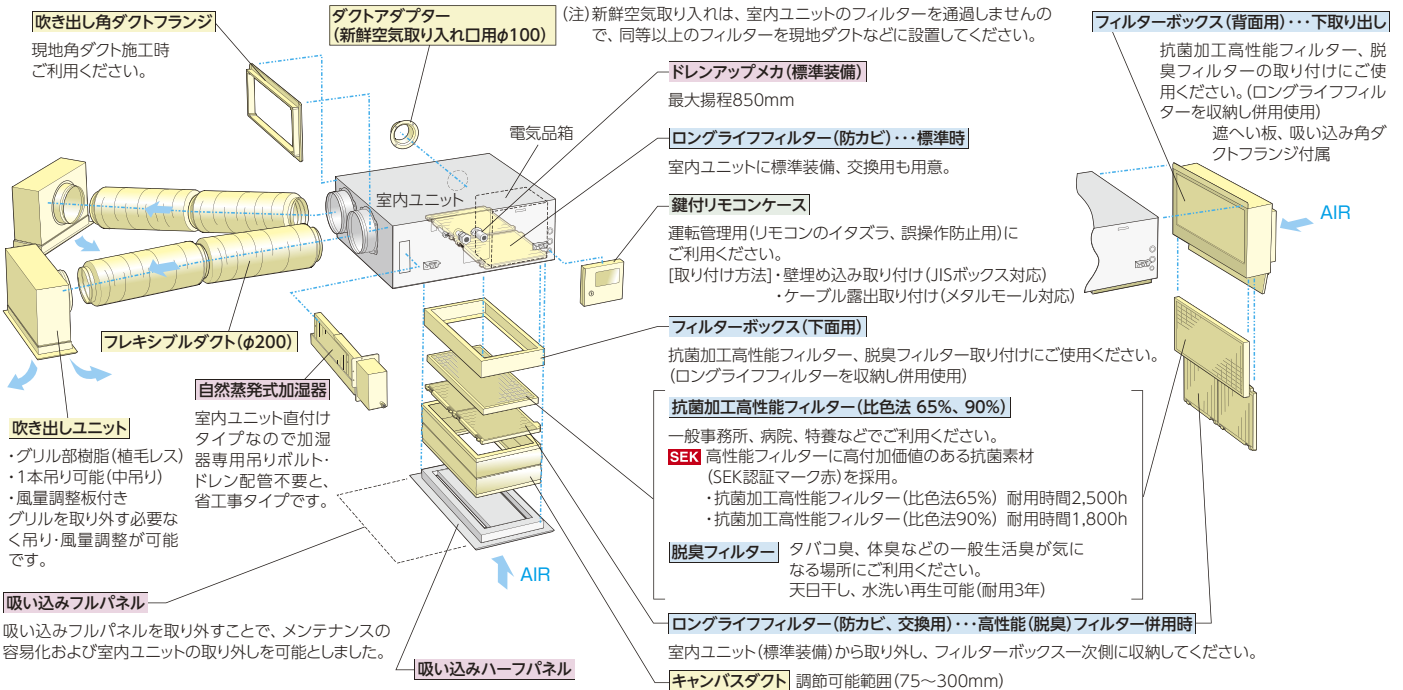 吹き出し角ダクトフランジ
現地角ダクト施工時
ご利用ください。
ダクトアダプター
(新鮮空気取り入れ口用φ100)
(注)新鮮空気取り入れは、室内ユニットのフィルターを通過しませんの
で、同等以上のフィルターを現地ダクトなどに設置してください。
ドレンアップメカ(標準装備)
最大揚程850mm
電気品箱
ロングライフフィルター(防カビ)･･･標準時
室内ユニットに標準装備、交換用も用意。
室内ユニット
鍵付リモコンケース
運転管理用(リモコンのイタズラ、誤操作防止用)に
ご利用ください。
[取り付け方法]・壁埋め込み取り付け(JISボックス対応)
・ケーブル露出取り付け(メタルモール対応)
フィルターボックス(背面用)･･･下取り出し
抗菌加工高性能フィルター、脱
臭フィルターの取り付けにご使
用ください。(ロングライフフィル
ターを収納し併用使用)
遮へい板、吸い込み角ダ
クトフランジ付属
AIR
フレキシブルダクト(φ200)
フィルターボックス(下面用)
抗菌加工高性能フィルター、脱臭フィルター取り付けにご使用ください。
(ロングライフフィルターを収納し併用使用)
自然蒸発式加湿器
室内ユニット直付け
タイプなので加湿
器専用吊りボルト・
ドレン配管不要と、
省工事タイプです。
吹き出しユニット
・グリル部樹脂(植毛レス)
・1本吊り可能(中吊り)
・風量調整板付き
グリルを取り外す必要な
く吊り・風量調整が可能
です。
抗菌加工高性能フィルター(比色法 65%、90%)
一般事務所、病院、特養などでご利用ください。
SEK 高性能フィルターに高付加価値のある抗菌素材
(SEK認証マーク赤)を採用。
・抗菌加工高性能フィルター(比色法65%) 耐用時間2,500h
・抗菌加工高性能フィルター(比色法90%) 耐用時間1,800h
脱臭フィルター タバコ臭、体臭などの一般生活臭が気に
なる場所にご利用ください。
天日干し、水洗い再生可能(耐用3年)
AIR
吸い込みフルパネル
吸い込みフルパネルを取り外すことで、メンテナンスの
容易化および室内ユニットの取り外しを可能としました。
吸い込みハーフパネル
ロングライフフィルター(防カビ、交換用)･･･高性能(脱臭)フィルター併用時
室内ユニット(標準装備)から取り外し、フィルターボックス一次側に収納してください。
キャンバスダクト 調節可能範囲(75～300mm)